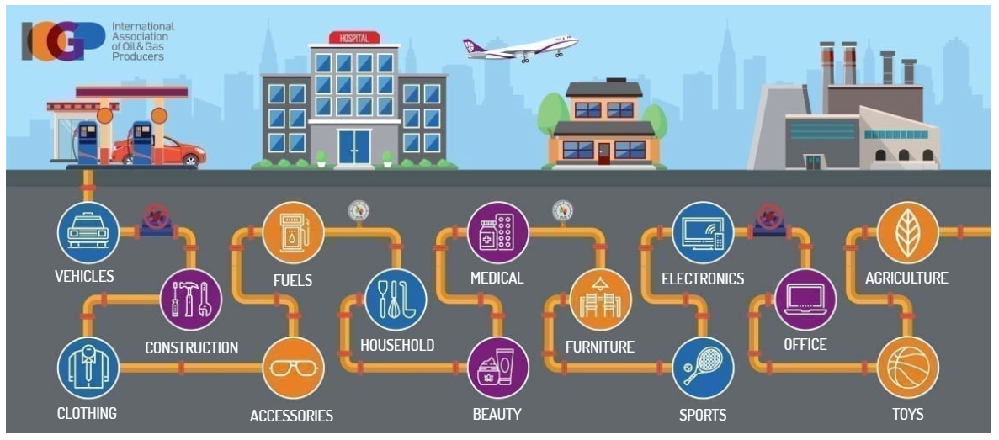 IOGP
International
Association
of Oil & Gas
Producers
HOSPITAL
VEHICLES
FUELS
MEDICAL
ELECTRONICS
AGRICULTURE
CONSTRUCTION
HOUSEHOLD
FURNITURE
OFFICE
CLOTHING
ACCESSORIES
BEAUTY
SPORTS
TOYS